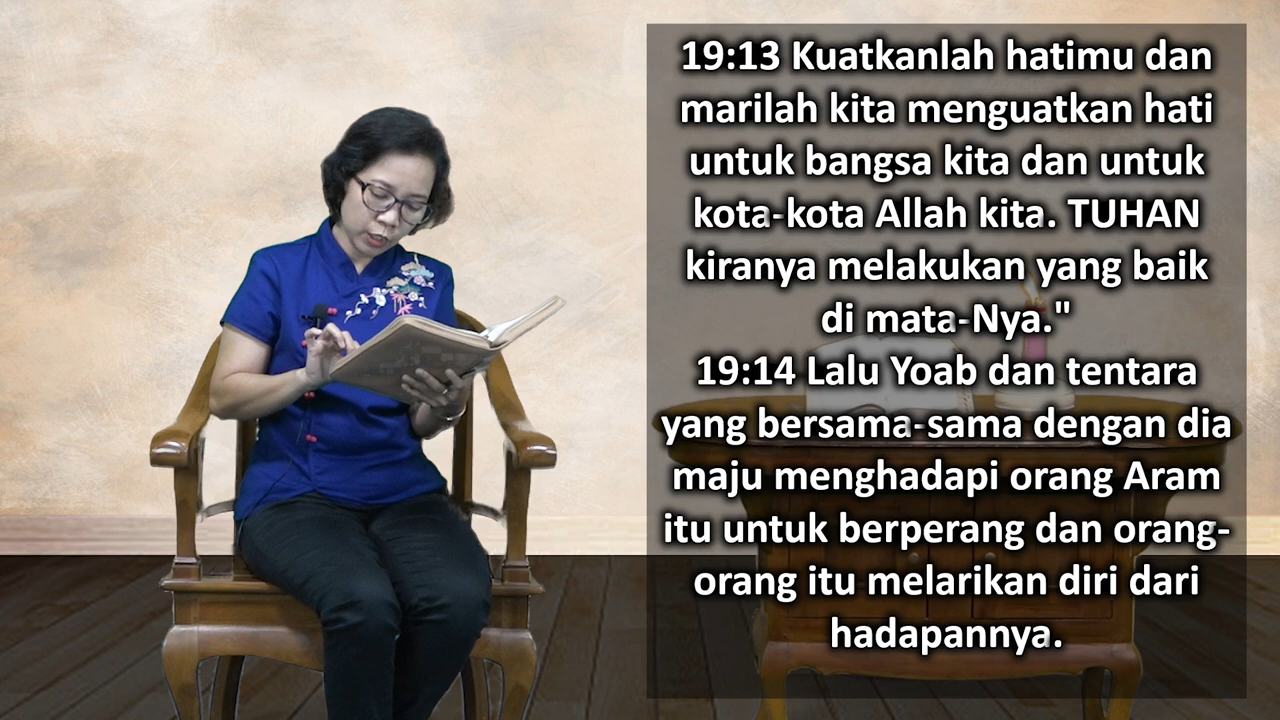 19:13 Kuatkanlah hatimu dan
marilah kita menguatkan hati
untuk bangsa kita dan untuk
kota-kota Allah kita. TUHAN
kiranya melakukan yang baik
di mata-Nya."
19:14 Lalu Yoab dan tentara
yang bersama-sama dengan dia
maju menghadapi orang Aram
itu untuk berperang dan orang-
orang itu melarikan diri dari
hadapannya.